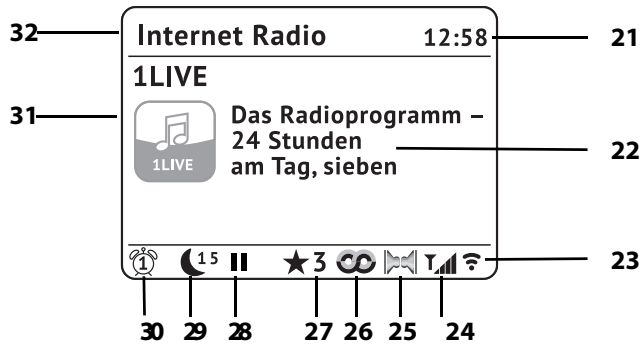 32 Internet Radio 12:58 21
1LIVE
31 Das Radioprogramm –
24 Stunden 22
am Tag, sieben
1LIVE
1 15 3 23
30 29 28 27 26 25 24